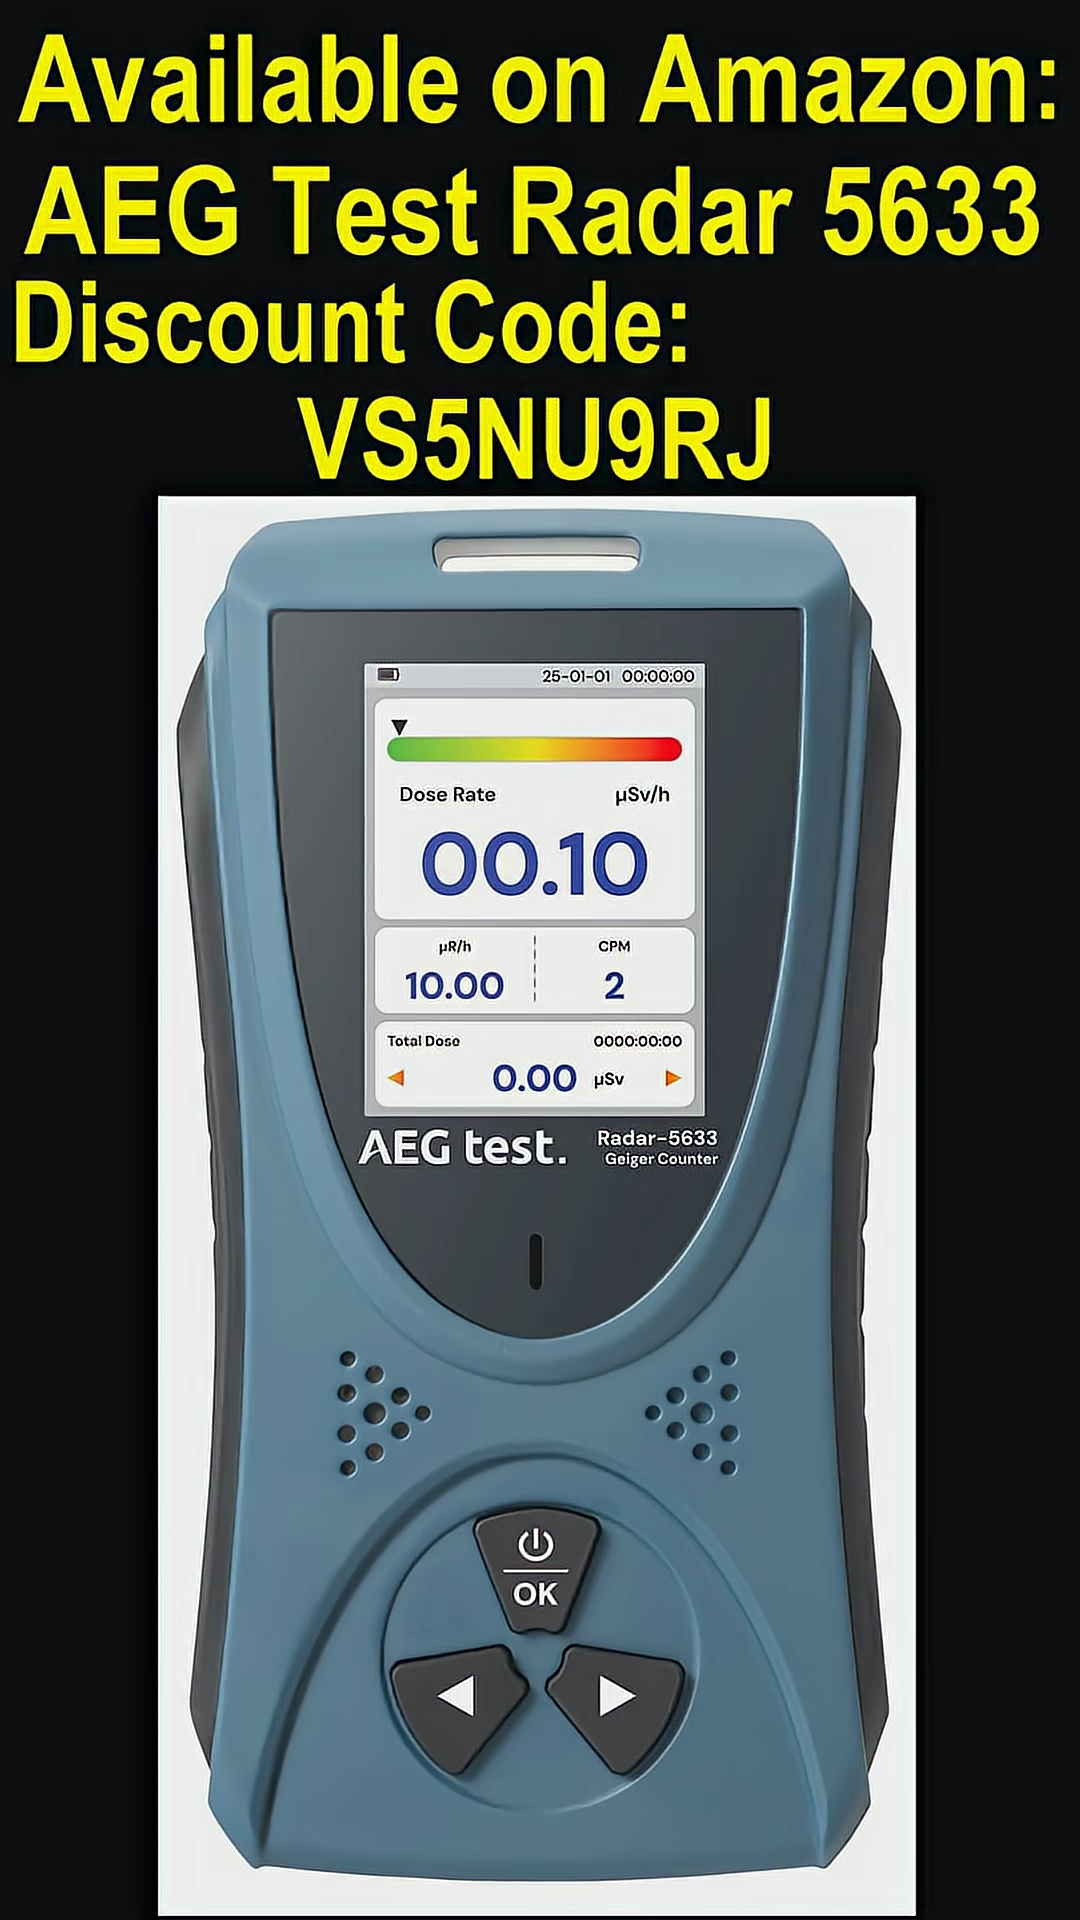 Available on Amazon:
AEG Test Radar 5633
Discount Code:
VS5NU9RJ
25-01-01 00:00:00
Dose Rate µSv/h
00.10
µR/h CPM
10.00 2
Total Dose 0000:00:00
0.00 µSv
AEG test. Radar-5633
Geiger Counter
OK